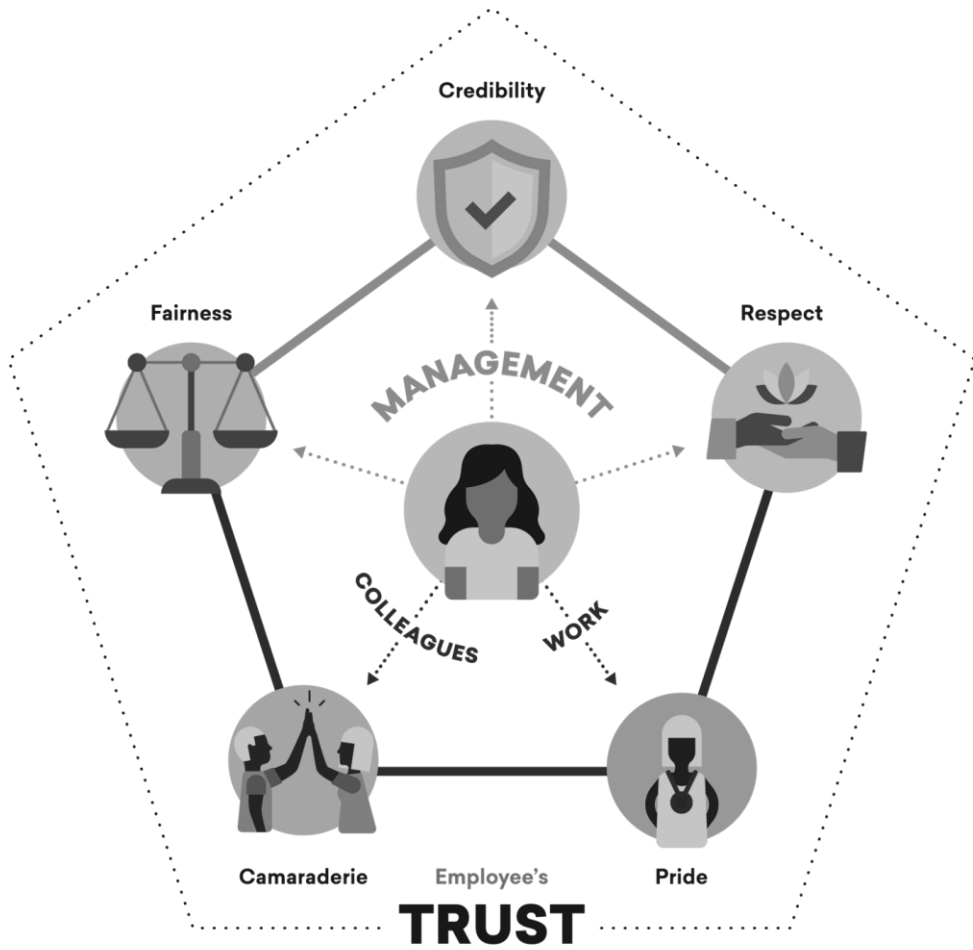 Credibility
Fairness
Respect
MANAGEMENT
COLLEAGUES
WORK
Camaraderie
Employee’s
Pride
TRUST